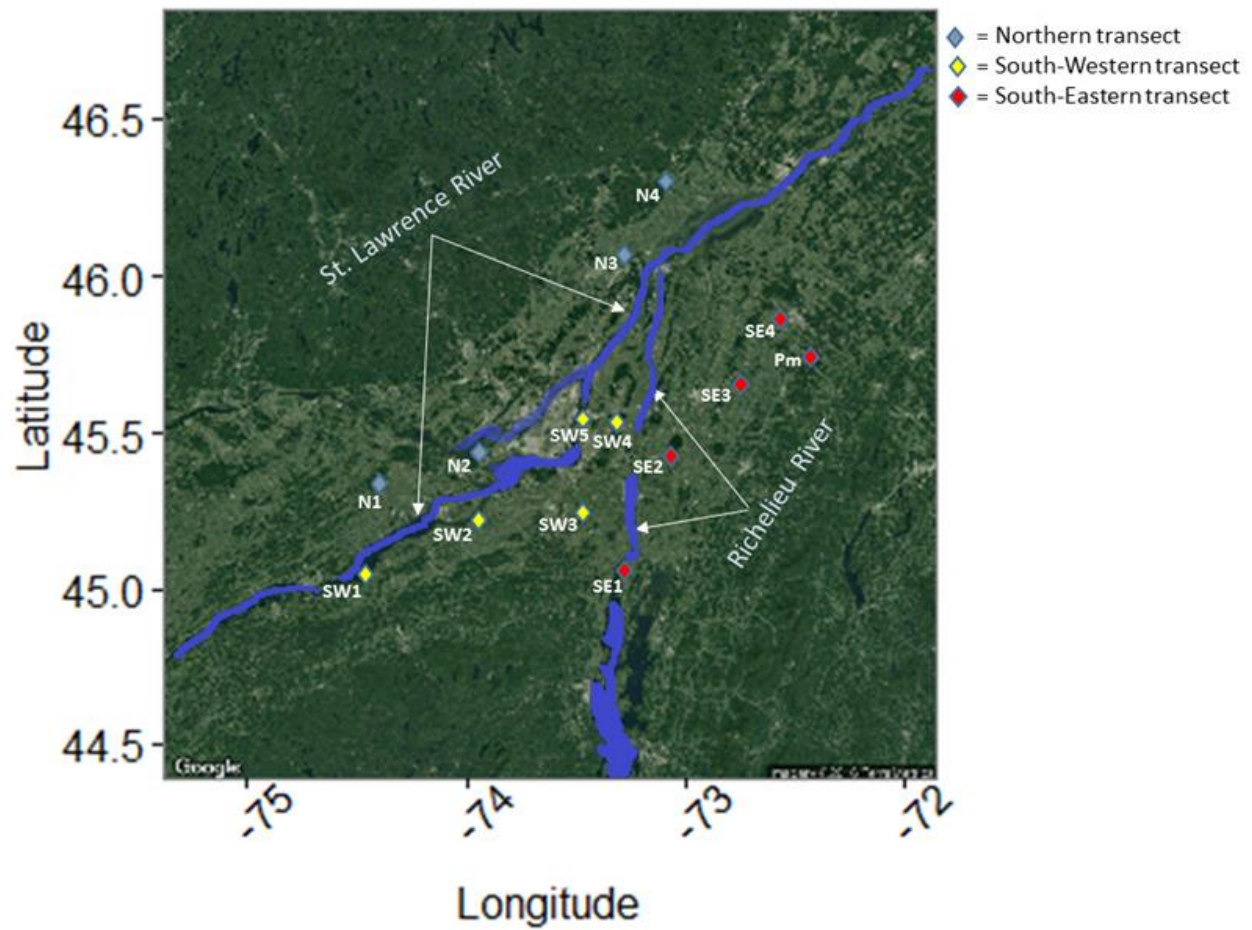 = Northern transect
= South-Western transect
= South-Eastern transect
46.5
46.0
45.5
45.0
44.5
Latitude
St. Lawrence River
N4
N3
SE4
Pm
SE3
SW5
SW4
N2
SE2
N1
SW2
SW3
Richelieu River
SW1
SE1
Google
-75
-74
-73
-72
Longitude